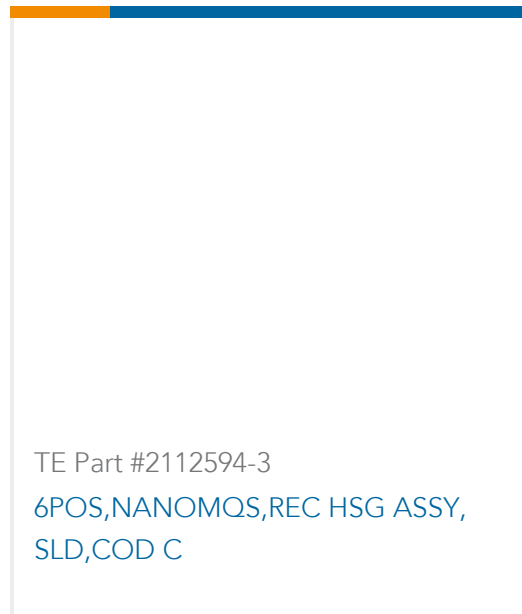 TE Part #2112594-3
6POS,NANOMQS,REC HSG ASSY,
SLD,COD C